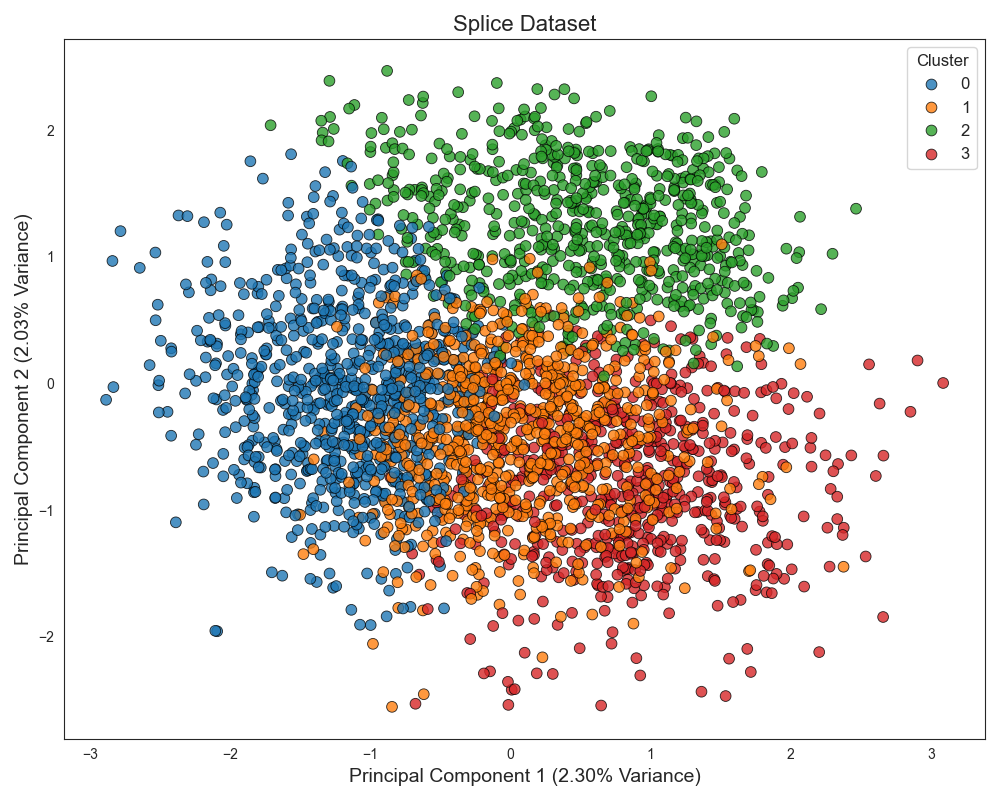 Splice Dataset
Cluster
0
1
2
3
2
1
0
−1
−2
Principal Component 2 (2.03% Variance)
−3 −2 −1 0 1 2 3
Principal Component 1 (2.30% Variance)